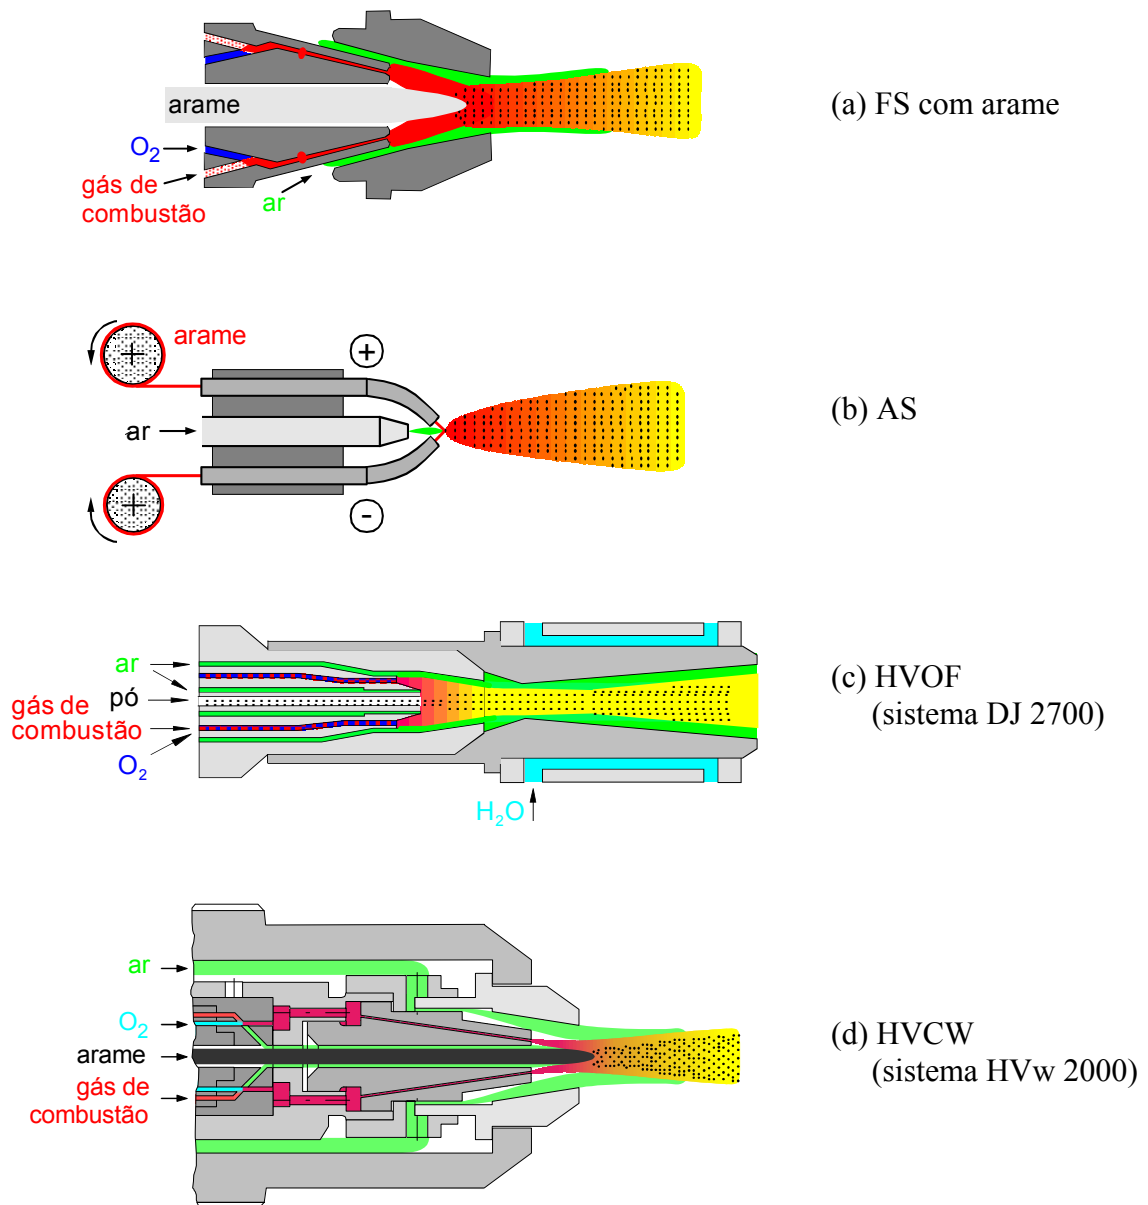 arame
O2
gás de
combustão
ar
(a) FS com arame
arame
+
ar
-
(b) AS
ar
pó
gás de
combustão
O2
H2O
(c) HVOF
(sistema DJ 2700)
ar
O2
arame
gás de
combustão
(d) HVCW
(sistema HVw 2000)